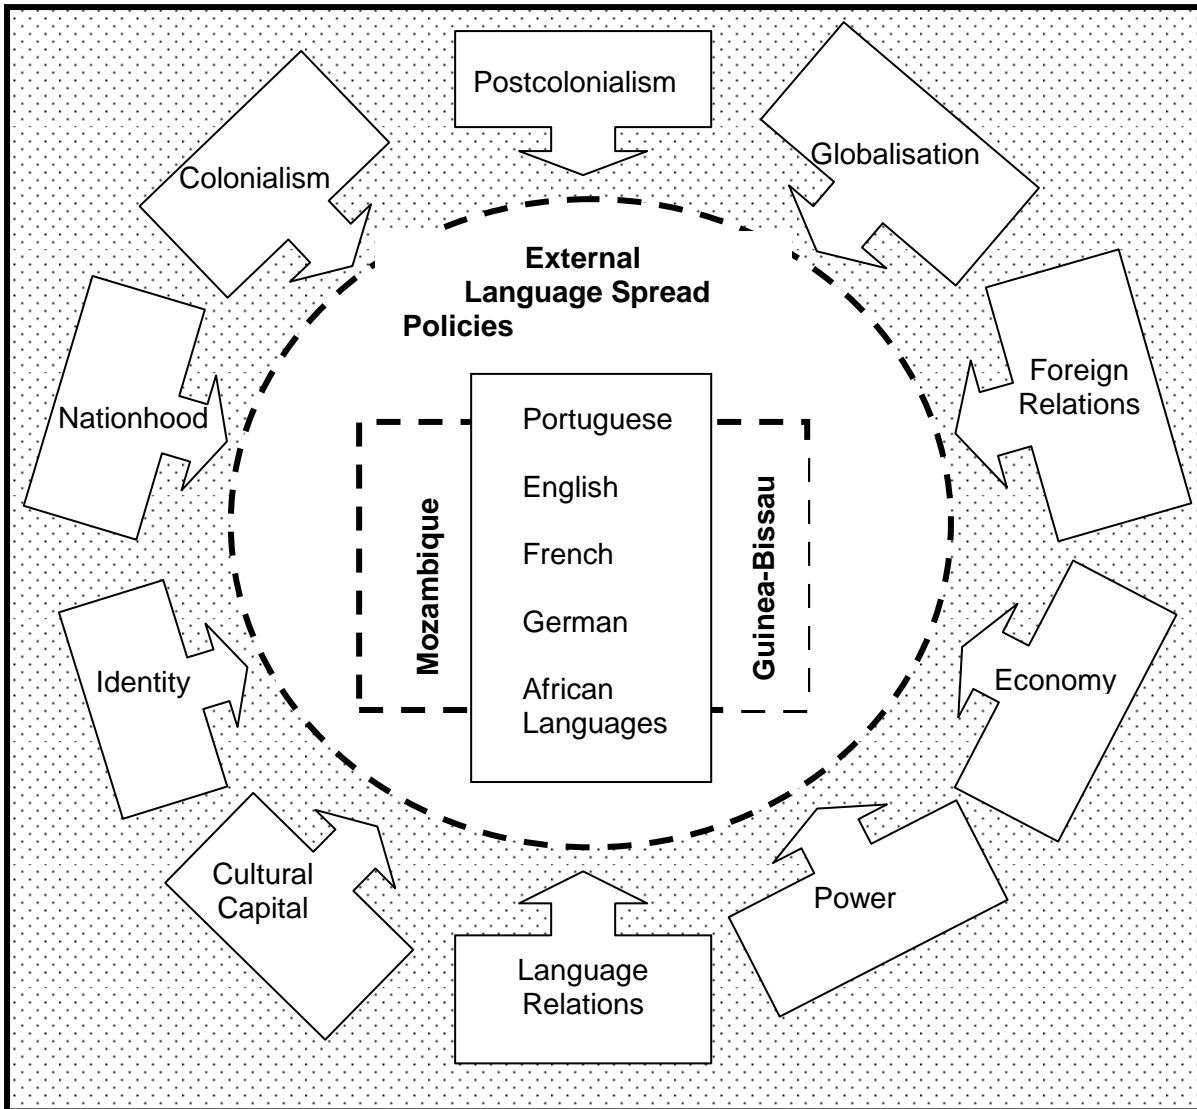 Postcolonialism
Globalisation
Colonialism
External
Language Spread
Policies
Foreign
Relations
Nationhood
Portuguese
English
French
German
African
Languages
Mozambique
Guinea-Bissau
Identity
Economy
Cultural
Capital
Power
Language
Relations